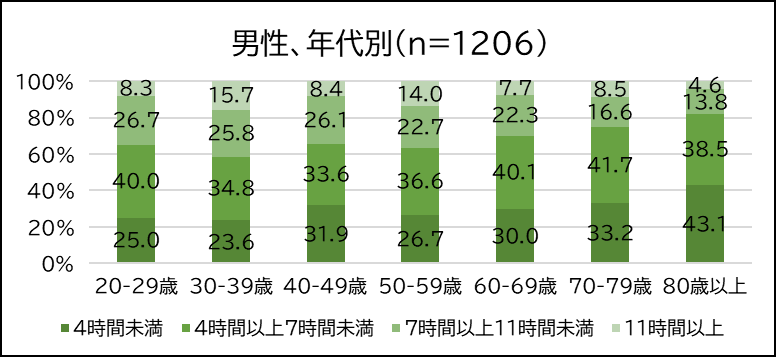 男性、年代別（n=1206）
100% 8.3 15.7 8.4 14.0 7.7 8.5 4.6
80% 26.7 25.8 26.1 22.7 22.3 16.6 13.8
60%
40% 40.0 34.8 33.6 36.6 40.1 41.7 38.5
20% 25.0 23.6 31.9 26.7 30.0 33.2 43.1
0%
20-29歳 30-39歳 40-49歳 50-59歳 60-69歳 70-79歳 80歳以上
4時間未満 4時間以上7時間未満 7時間以上11時間未満 11時間以上